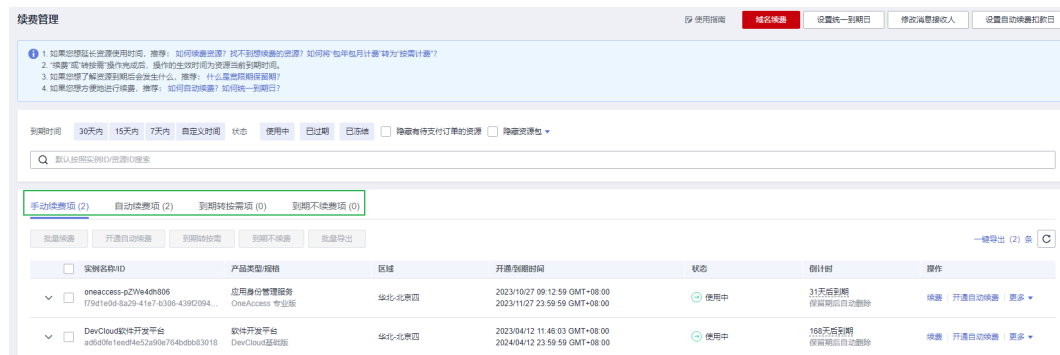 续费管理
使用指南 域名续费 设置统一到期日 修改消息接收人 设置自动续费扣款日
1. 如果您想延长资源使用时间，推荐： 如何续费资源？找不到想续费的资源？如何将“包年包月计费”转为“按需计费”？
2. “续费”或“转按需”操作完成后，操作的生效时间为资源当前到期时间。
3. 如果您想了解资源到期后会发生什么，推荐： 什么是宽限期保留期？
4. 如果您想方便地进行续费，推荐： 如何自动续费？如何统一到期日？
到期时间 30天内 15天内 7天内 自定义时间 状态 使用中 已过期 已冻结 隐藏有待支付订单的资源 隐藏资源包
默认按照实例ID/资源ID搜索
手动续费项 (2) 自动续费项 (2) 到期转按需项 (0) 到期不续费项 (0)
批量续费 开通自动续费 到期转按需 到期不续费 批量导出 一键导出（2）条
实例名称/ID 产品类型/规格 区域 开通/到期时间 状态 倒计时 操作
oneaccess-pZWe4dh806 应用身份管理服务 华北-北京四 2023/10/27 09:12:59 GMT+08:00 使用中 31天后到期 续费 开通自动续费 更多
f79d1e0d-8a29-41e7-b306-439f2094... OneAccess 专业版 2023/11/27 23:59:59 GMT+08:00 保留期后自动删除
DevCloud软件开发平台 软件开发平台 华北-北京四 2023/04/12 11:46:03 GMT+08:00 使用中 168天后到期 续费 开通自动续费 更多
ad6d0fe1eedf4e52a90e764bdbb83018 DevCloud基础版 2024/04/12 23:59:59 GMT+08:00 保留期后自动删除